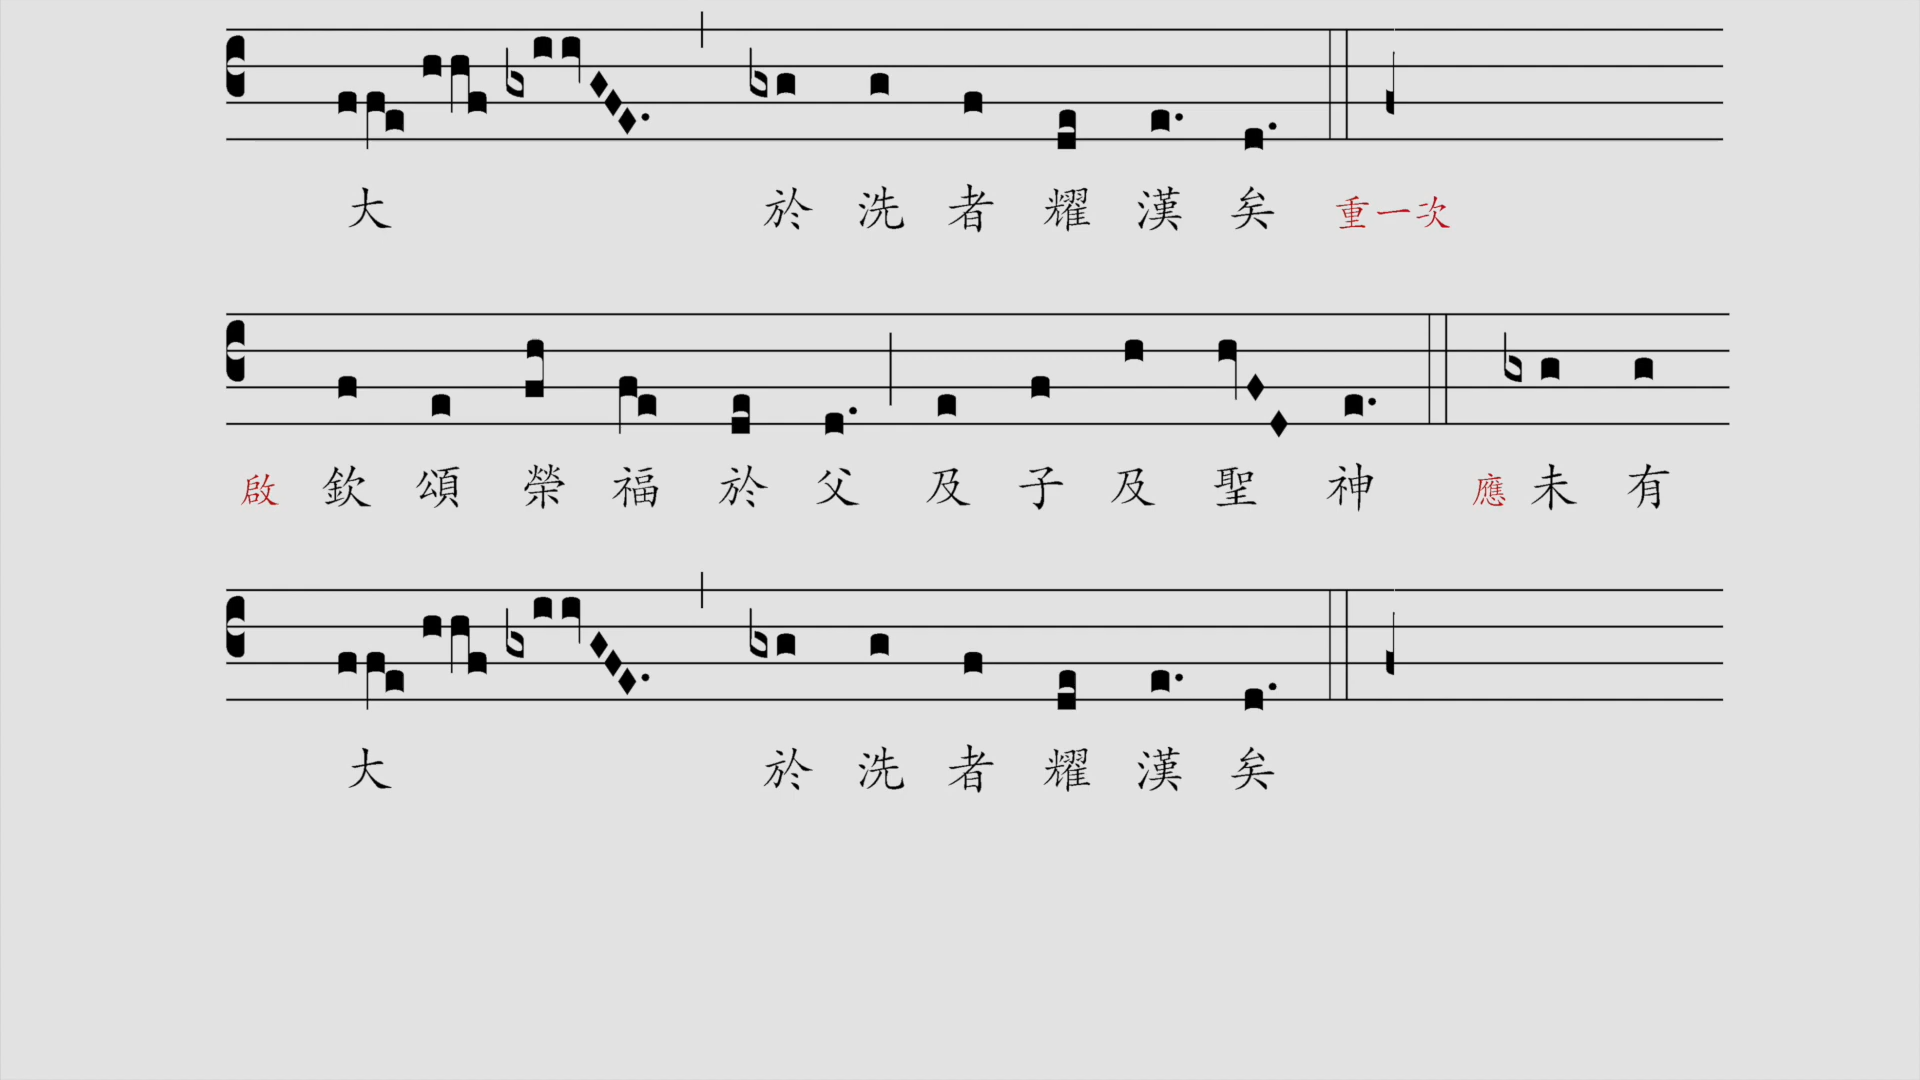 大於洗者耀漢矣 重一次
啟 欽頌榮福於父及子及聖神 應 未有
大於洗者耀漢矣